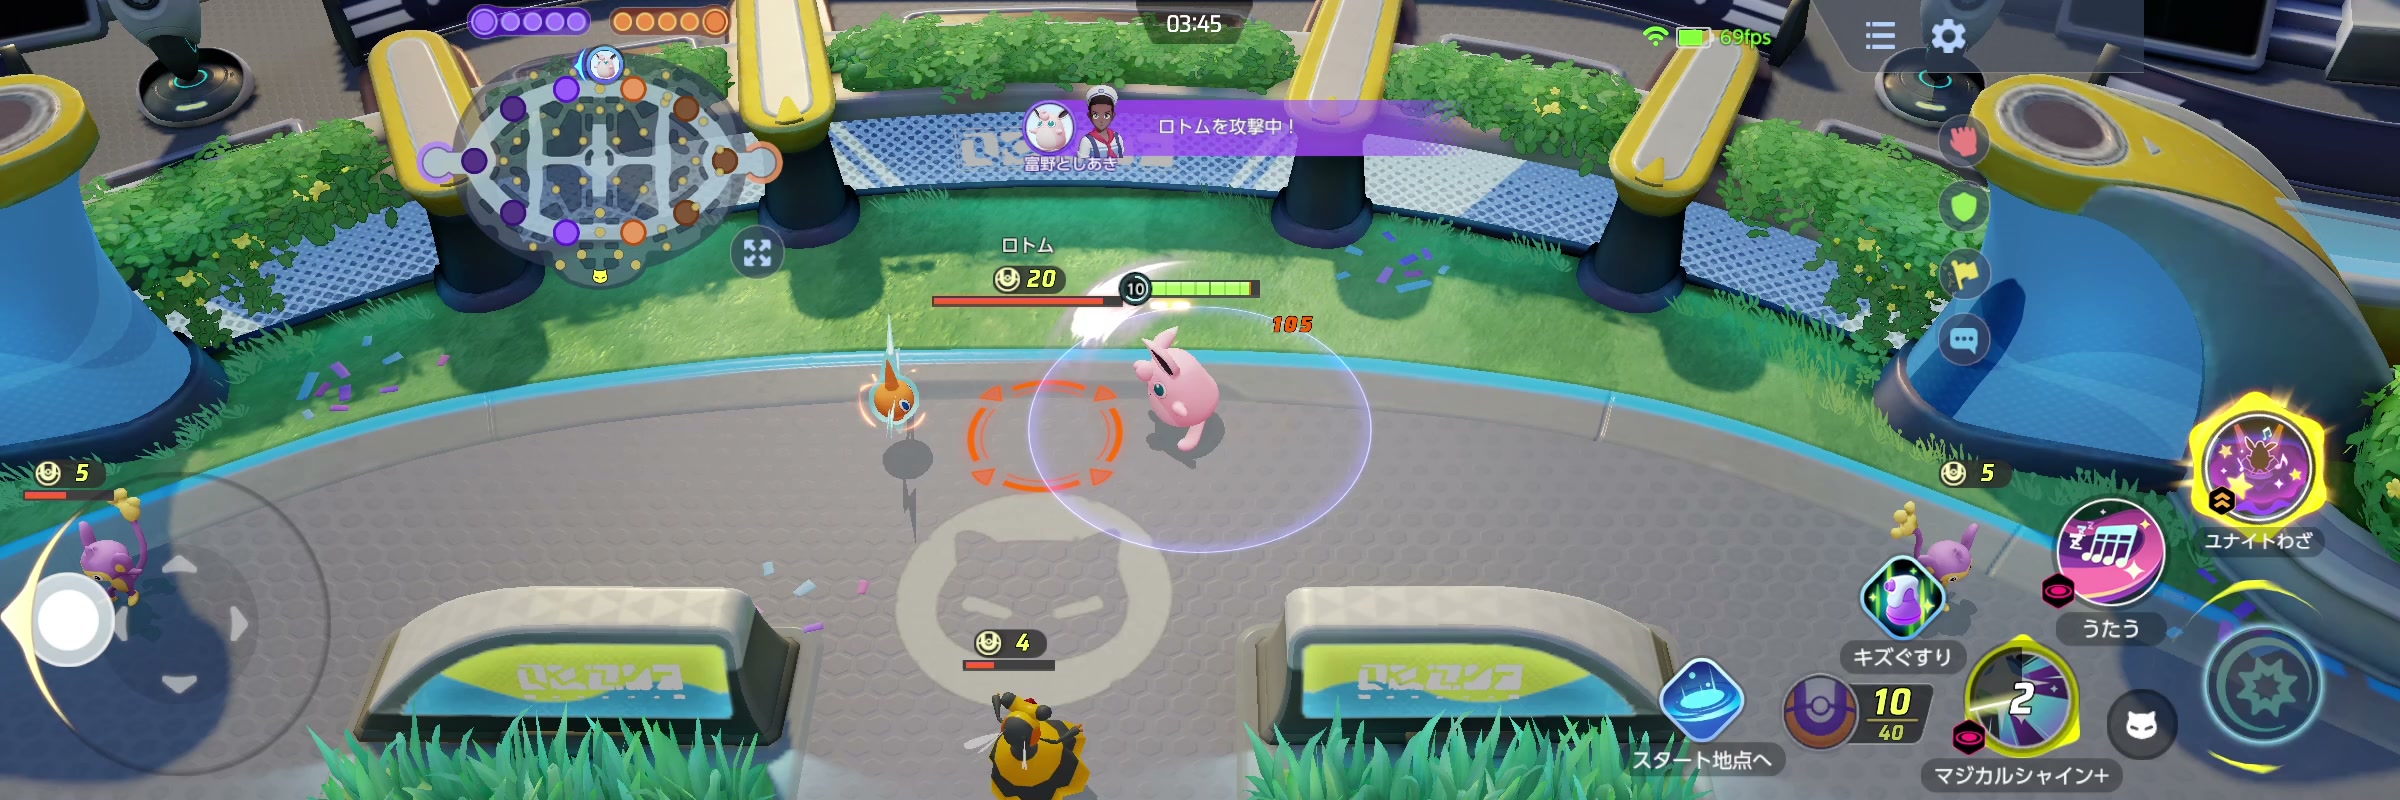 03:45
69fps
ロトムを攻撃中！
富野としあき
ロトム
20
10
105
5
5
ユナイトわざ
うたう
キズぐすり
4
10
40
2
スタート地点へ
マジカルシャイン+